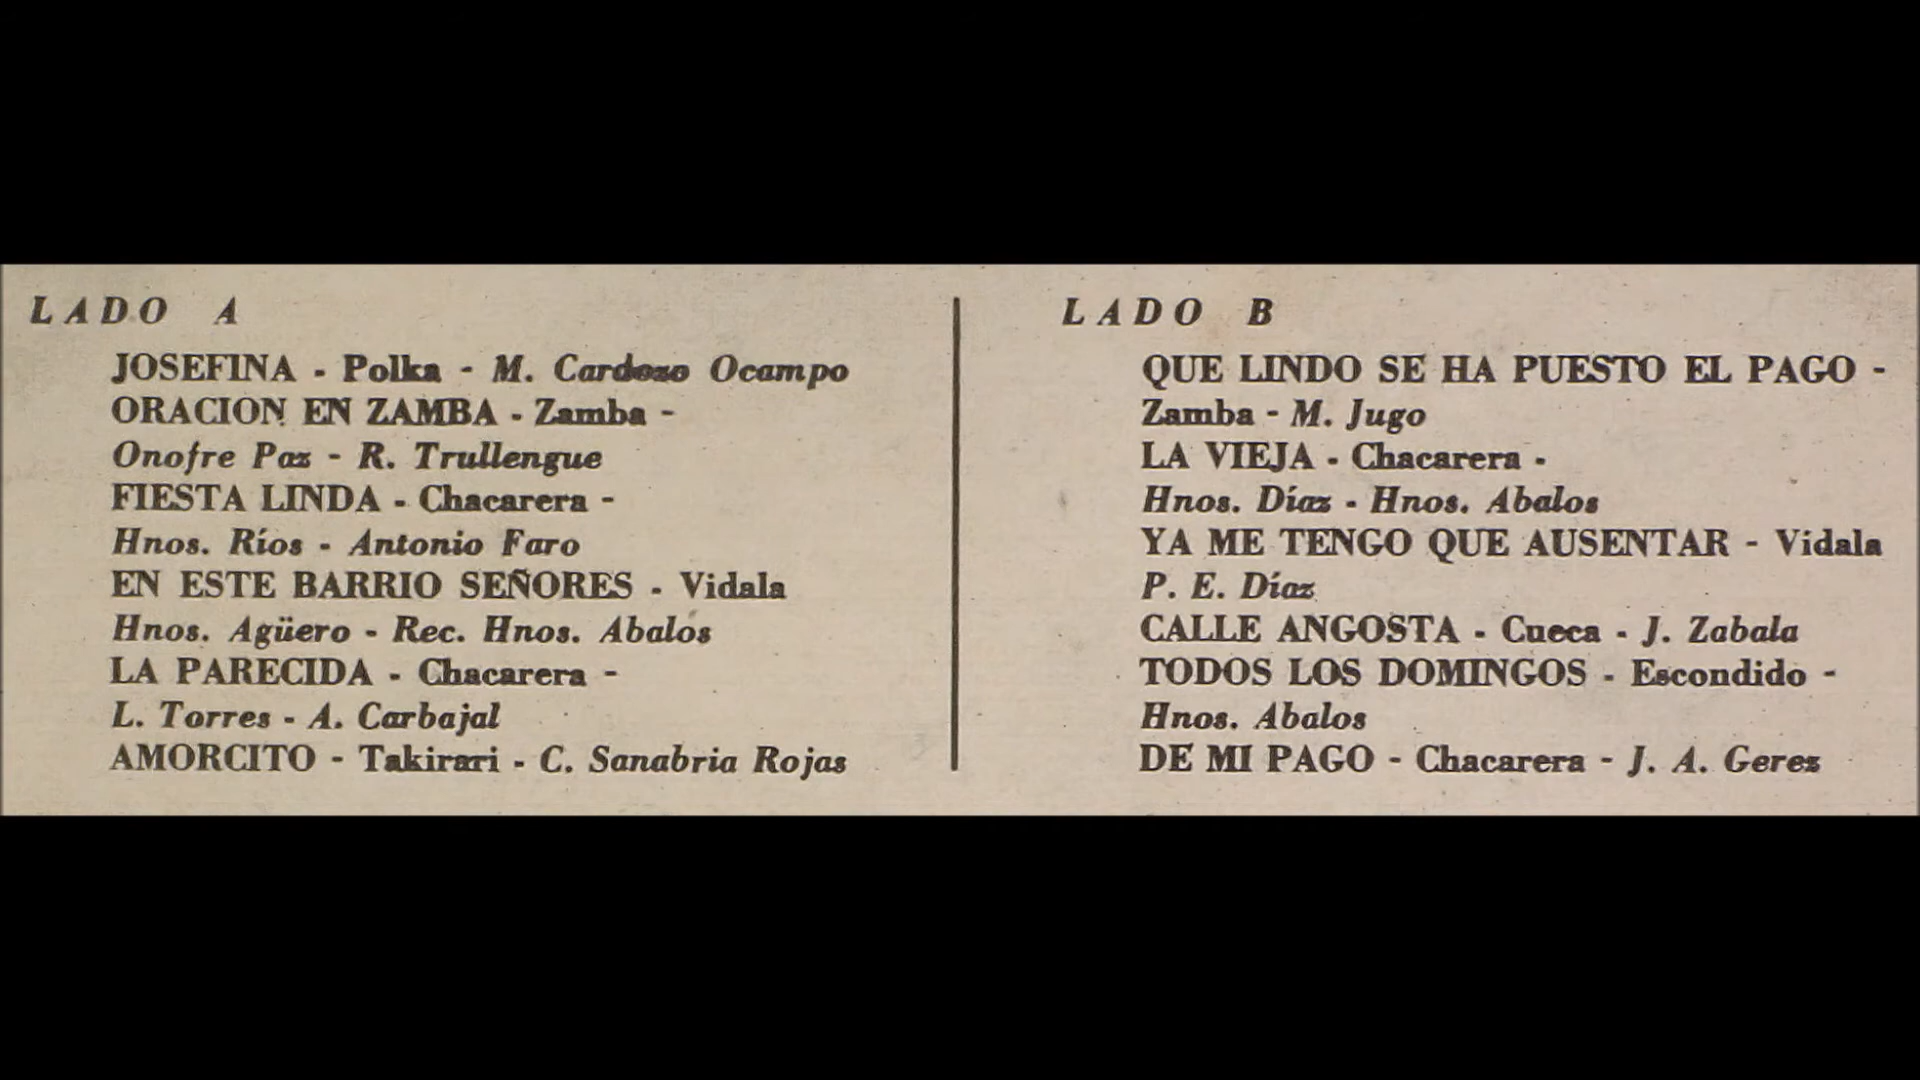 LADO A
JOSEFINA - Polka - M. Cardozo Ocampo
ORACION EN ZAMBA - Zamba -
Onofre Paz - R. Trullengue
FIESTA LINDA - Chacarera -
Hnos. Ríos - Antonio Faro
EN ESTE BARRIO SEÑORES - Vidala
Hnos. Agüero - Rec. Hnos. Abalos
LA PARECIDA - Chacarera -
L. Torres - A. Carbajal
AMORCITO - Takirari - C. Sanabria Rojas
LADO B
QUE LINDO SE HA PUESTO EL PAGO -
Zamba - M. Jugo
LA VIEJA - Chacarera -
Hnos. Díaz - Hnos. Abalos
YA ME TENGO QUE AUSENTAR - Vidala
P. E. Díaz
CALLE ANGOSTA - Cueca - J. Zabala
TODOS LOS DOMINGOS - Escondido -
Hnos. Abalos
DE MI PAGO - Chacarera - J. A. Gerez